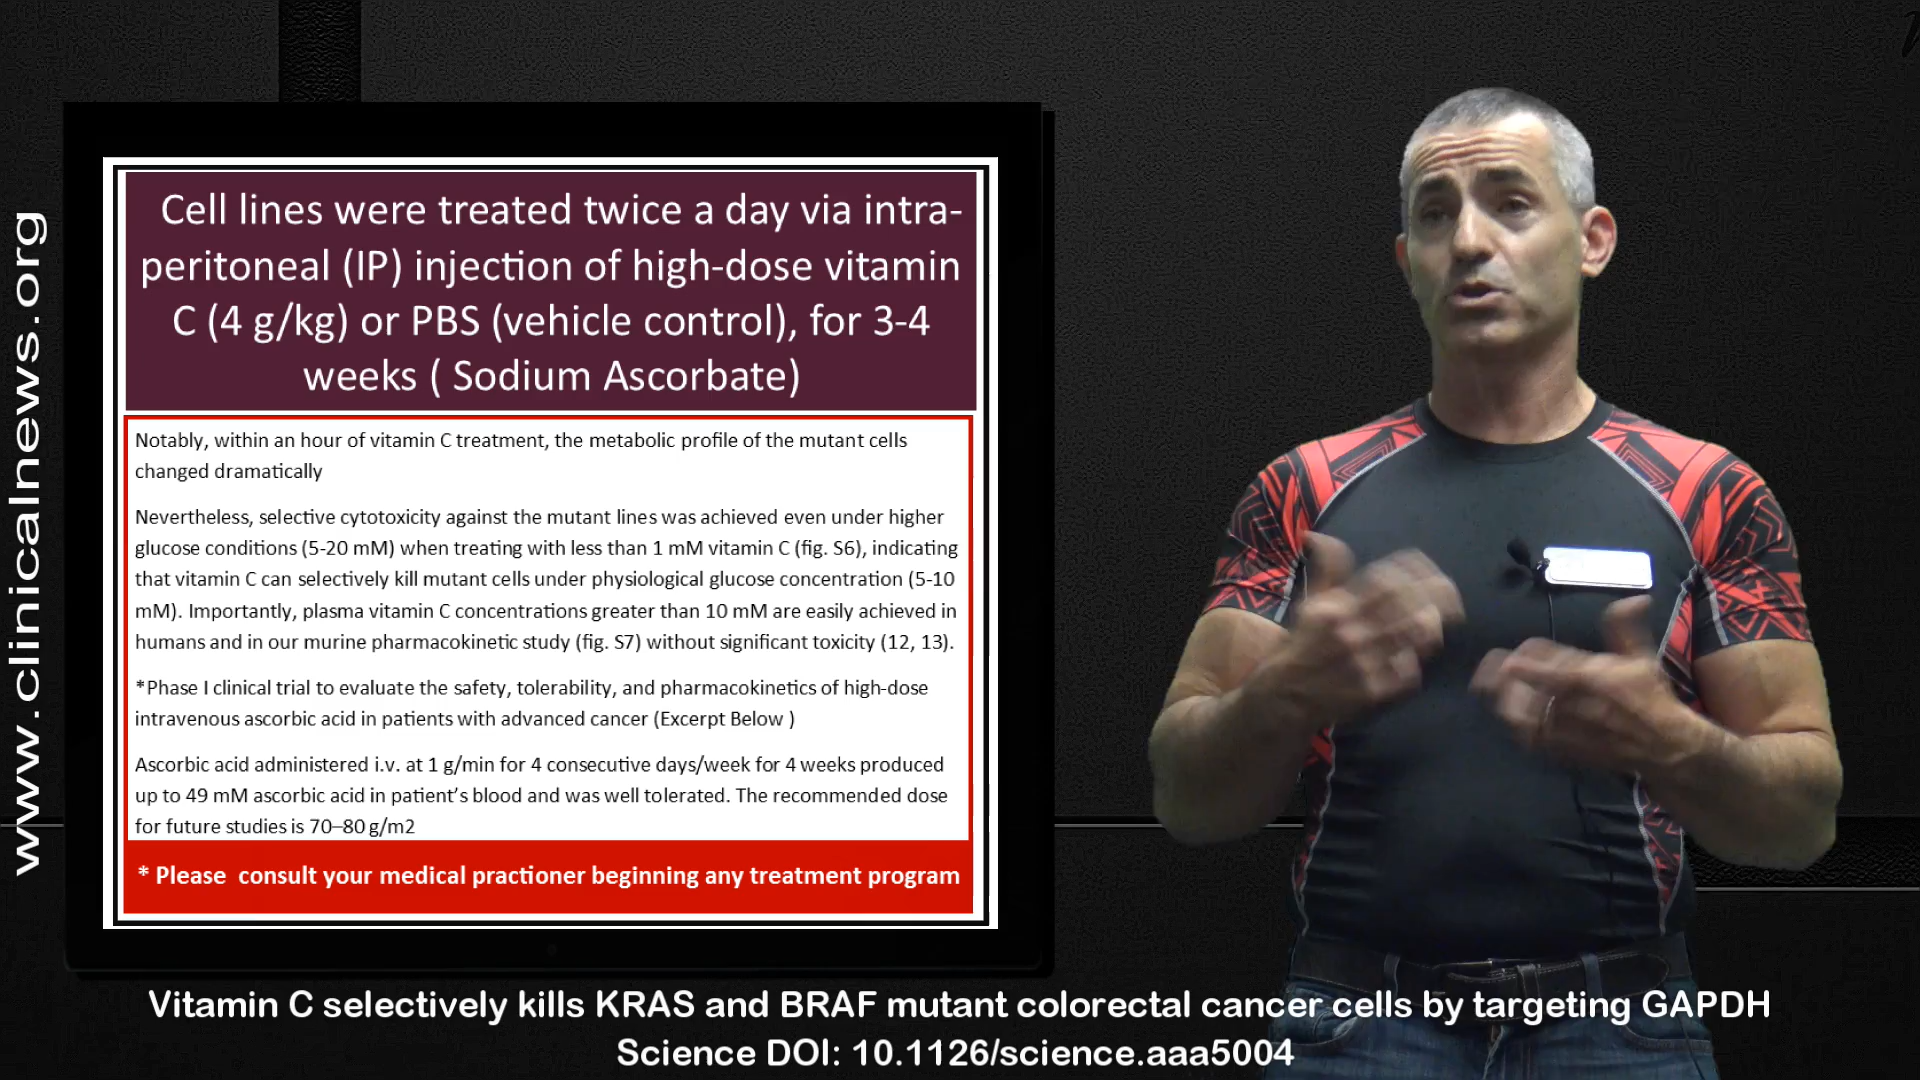 www.clinicalnews.org
Cell lines were treated twice a day via intra-
peritoneal (IP) injection of high-dose vitamin
C (4 g/kg) or PBS (vehicle control), for 3-4
weeks ( Sodium Ascorbate)
Notably, within an hour of vitamin C treatment, the metabolic profile of the mutant cells
changed dramatically
Nevertheless, selective cytotoxicity against the mutant lines was achieved even under higher
glucose conditions (5-20 mM) when treating with less than 1 mM vitamin C (fig. S6), indicating
that vitamin C can selectively kill mutant cells under physiological glucose concentration (5-10
mM). Importantly, plasma vitamin C concentrations greater than 10 mM are easily achieved in
humans and in our murine pharmacokinetic study (fig. S7) without significant toxicity (12, 13).
*Phase I clinical trial to evaluate the safety, tolerability, and pharmacokinetics of high-dose
intravenous ascorbic acid in patients with advanced cancer (Excerpt Below )
Ascorbic acid administered i.v. at 1 g/min for 4 consecutive days/week for 4 weeks produced
up to 49 mM ascorbic acid in patient's blood and was well tolerated. The recommended dose
for future studies is 70–80 g/m2
* Please consult your medical practioner beginning any treatment program
Vitamin C selectively kills KRAS and BRAF mutant colorectal cancer cells by targeting GAPDH
Science DOI: 10.1126/science.aaa5004